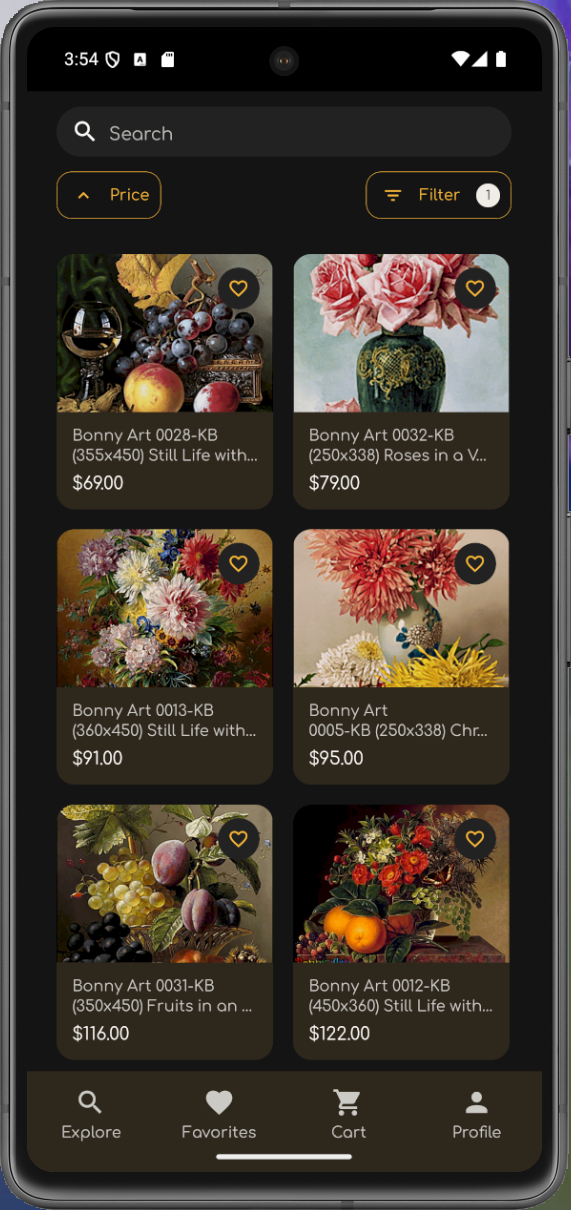 3:54
Search
Price
Filter 1
Bonny Art 0028-KB
(355x450) Still Life with...
$69.00
Bonny Art 0032-KB
(250x338) Roses in a V...
$79.00
Bonny Art 0013-KB
(360x450) Still Life with...
$91.00
Bonny Art
0005-KB (250x338) Chr...
$95.00
Bonny Art 0031-KB
(350x450) Fruits in an ...
$116.00
Bonny Art 0012-KB
(450x360) Still Life with...
$122.00
Explore
Favorites
Cart
Profile